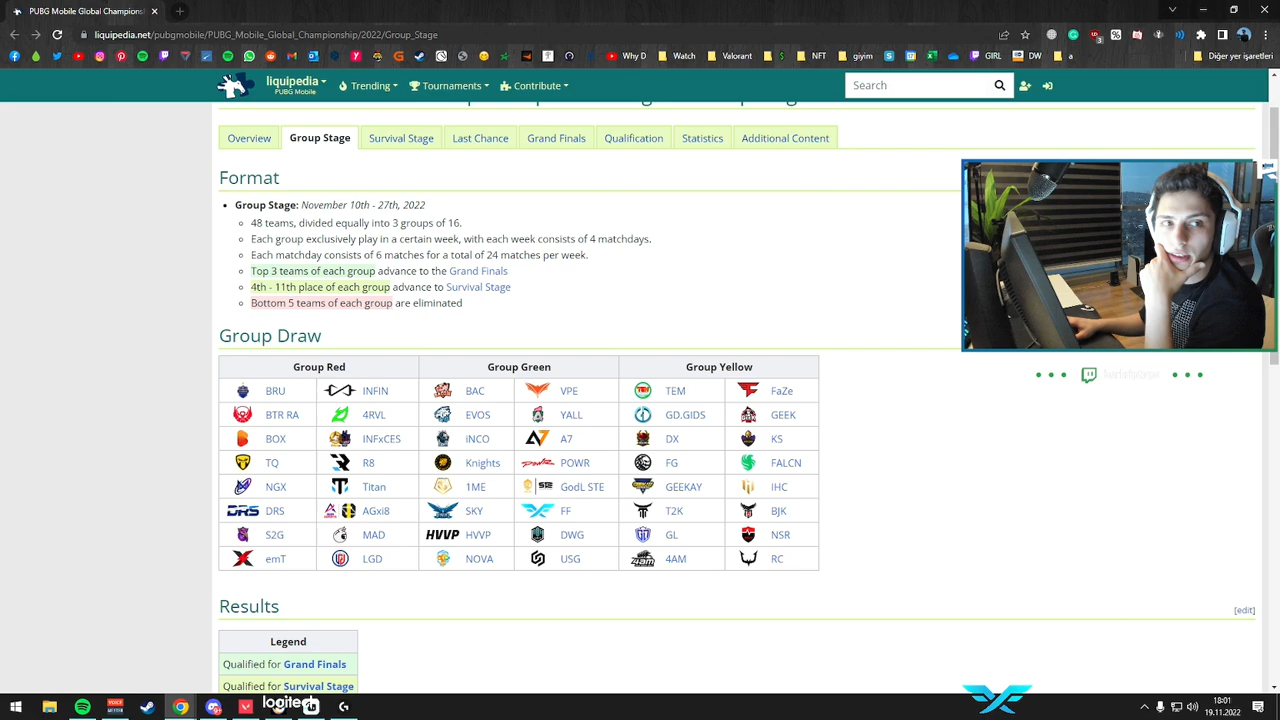 PUBG Mobile Global Champions
liquipedia.net/pubgmobile/PUBG_Mobile_Global_Championship/2022/Group_Stage
Why D Watch Valorant NFT giyim GIRL DW a Diğer yer işaretleri
liquipedia
PUBG Mobile
Trending Tournaments Contribute Search
Overview Group Stage Survival Stage Last Chance Grand Finals Qualification Statistics Additional Content
Format
Group Stage: November 10th - 27th, 2022
48 teams, divided equally into 3 groups of 16.
Each group exclusively play in a certain week, with each week consists of 4 matchdays.
Each matchday consists of 6 matches for a total of 24 matches per week.
Top 3 teams of each group advance to the Grand Finals
4th - 11th place of each group advance to Survival Stage
Bottom 5 teams of each group are eliminated
Group Draw
Group Red Group Green Group Yellow
BRU INFIN BAC VPE TEM FaZe
BTR RA 4RVL EVOS YALL GD.GIDS GEEK
BOX INFxCES iNCO A7 DX KS
TQ R8 Knights POWR FG FALCN
NGX Titan 1ME GodL STE GEEKAY IHC
DRS DRS AGxi8 SKY FF T2K BJK
S2G MAD HVVP HVVP DWG GL NSR
emT LGD NOVA USG 4AM 4AM RC
Results [edit]
Legend
Qualified for Grand Finals
Qualified for Survival Stage
logitech
18:01
19.11.2022